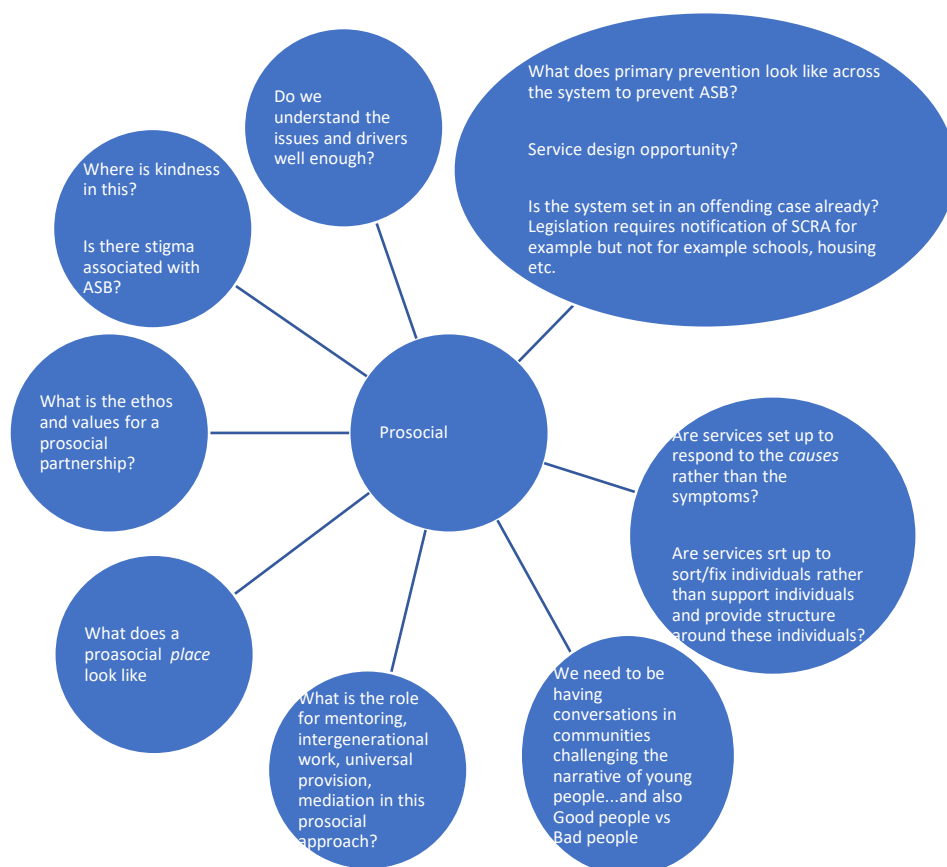 What does primary prevention look like across
the system to prevent ASB?
Service design opportunity?
Is the system set in an offending case already?
Legislation requires notification of SCRA for
example but not for example schools, housing
etc.
Do we
understand the
issues and drivers
well enough?
Where is kindness
in this?
Is there stigma
associated with
ASB?
What is the ethos
and values for a
prosocial
partnership?
Prosocial
Are services set up to
respond to the causes
rather than the
symptoms?
Are services srt up to
sort/fix individuals rather
than support individuals
and provide structure
around these individuals?
What does a
proasocial place
look like
What is the role
for mentoring,
intergenerational
work, universal
provision,
mediation in this
prosocial
approach?
We need to be
having
conversations in
communities
challenging the
narrative of young
people...and also
Good people vs
Bad people